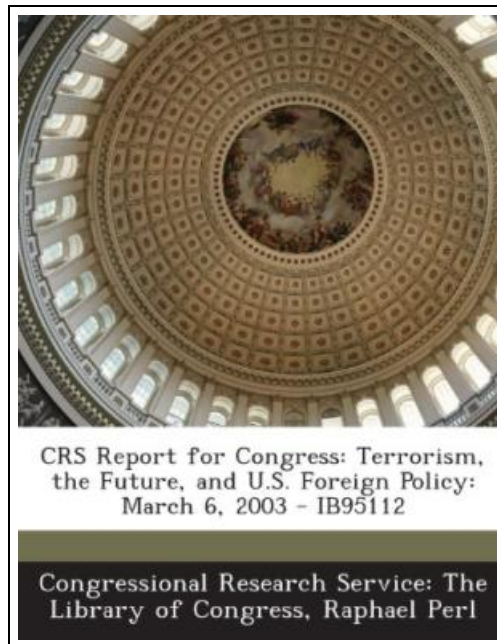 CRS Report for Congress: Terrorism,
the Future, and U.S. Foreign Policy:
March 6, 2003 - IB95112
Congressional Research Service: The
Library of Congress, Raphael Perl